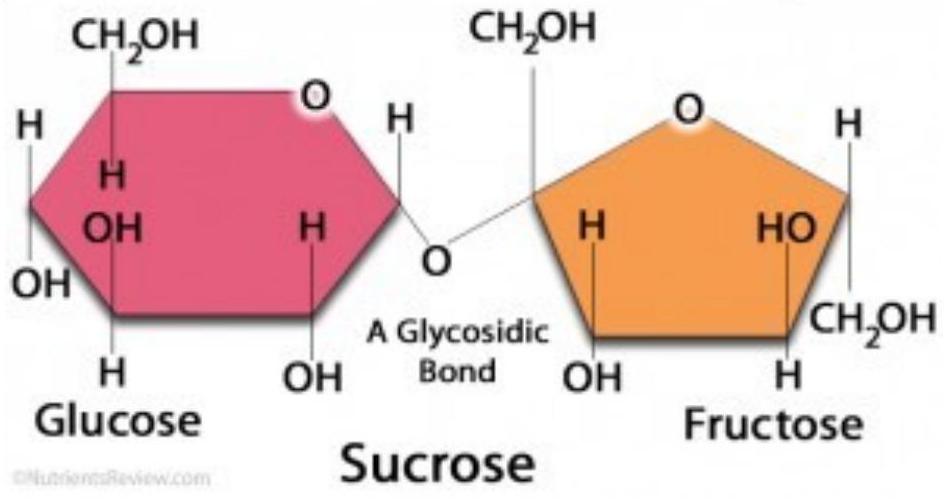 CH₂OH
CH₂OH
O
H
O
H
H
H
OH
H
H
HO
OH
O
CH₂OH
A Glycosidic
Bond
H
OH
OH
H
Glucose
Fructose
Sucrose
©NutrientsReview.com